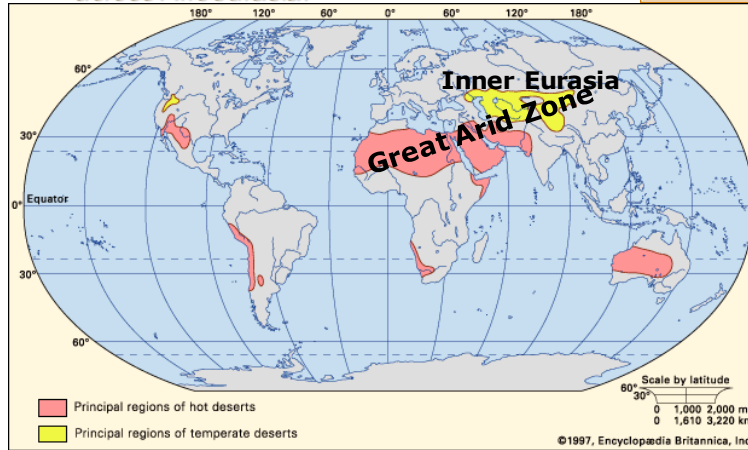 180° 120° 60° 0° 60° 120° 180°
60°
Inner Eurasia
Great Arid Zone
30°
Equator
0°
30°
60°
Principal regions of hot deserts
Principal regions of temperate deserts
Scale by latitude
60°
30°
0 1,000 2,000 m
0 1,610 3,220 k
©1997, Encyclopædia Britannica, Inc